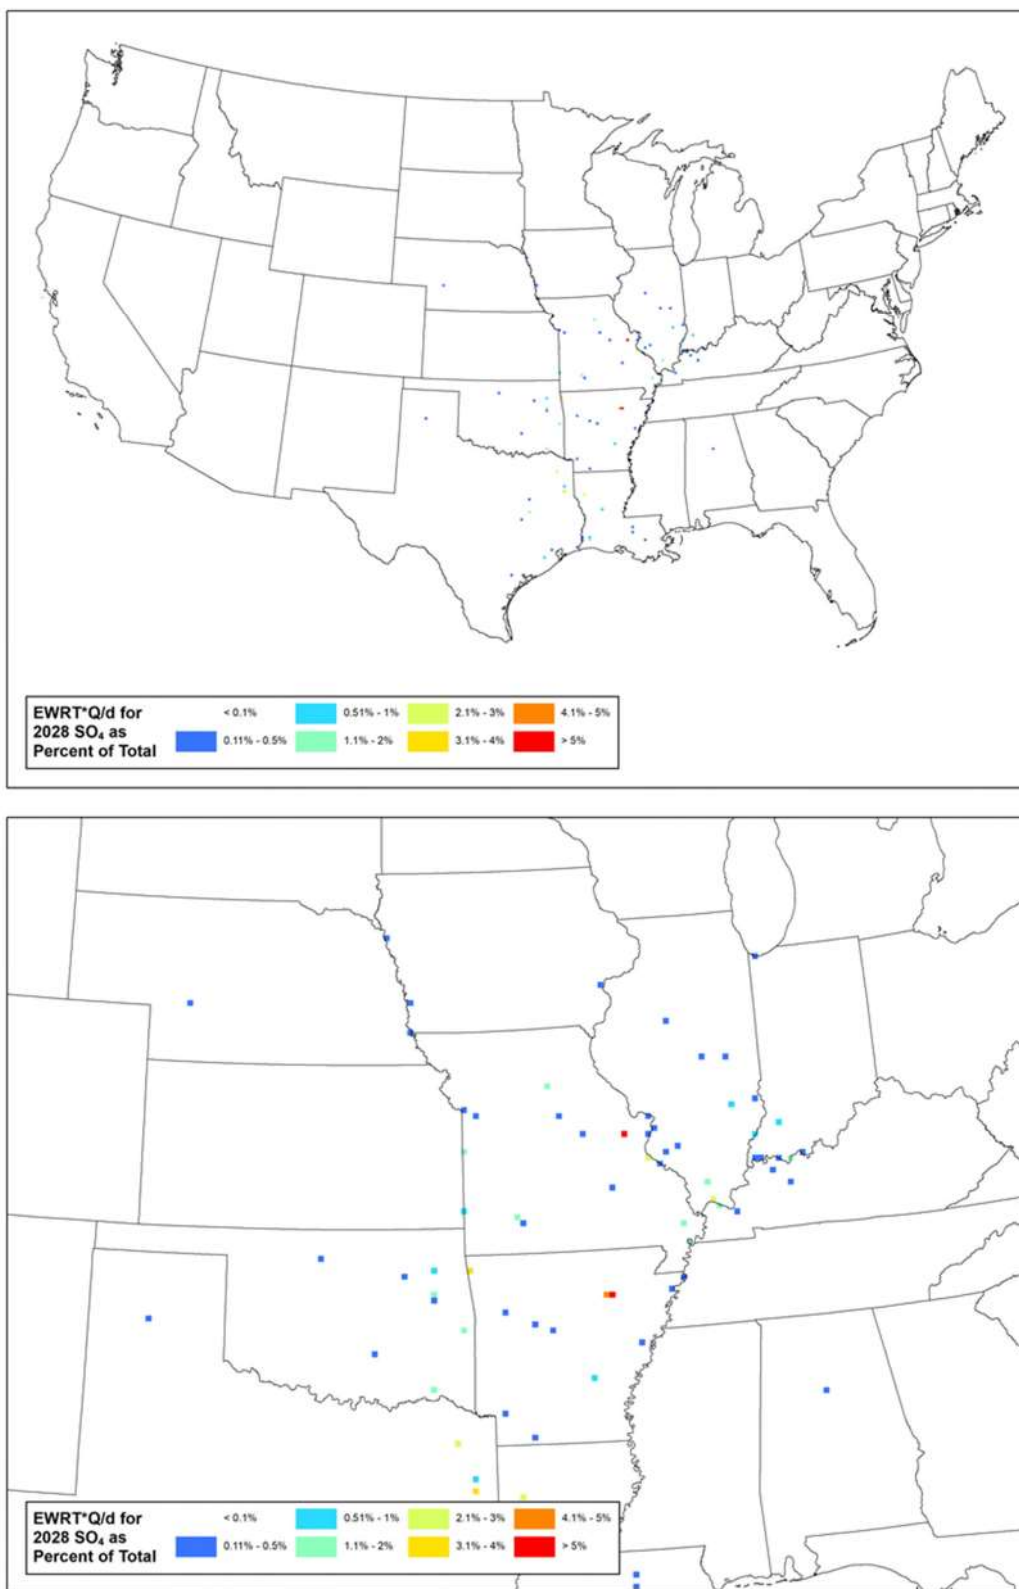 EWRT*Q/d for
2028 SO₄ as
Percent of Total
< 0.1% 0.51% - 1% 2.1% - 3% 4.1% - 5%
0.11% - 0.5% 1.1% - 2% 3.1% - 4% > 5%
EWRT*Q/d for
2028 SO₄ as
Percent of Total
< 0.1% 0.51% - 1% 2.1% - 3% 4.1% - 5%
0.11% - 0.5% 1.1% - 2% 3.1% - 4% > 5%